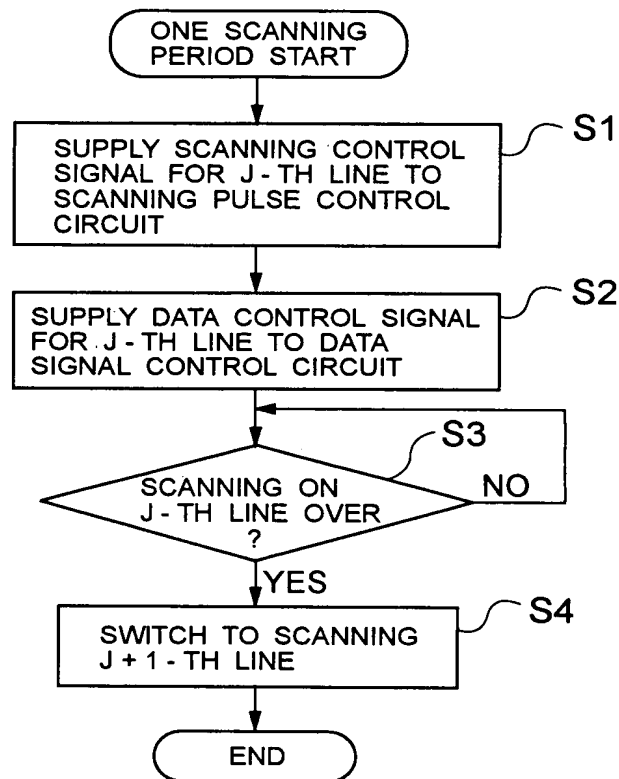 ONE SCANNING
PERIOD START
S1
SUPPLY SCANNING CONTROL
SIGNAL FOR J - TH LINE TO
SCANNING PULSE CONTROL
CIRCUIT
S2
SUPPLY DATA CONTROL SIGNAL
FOR J - TH LINE TO DATA
SIGNAL CONTROL CIRCUIT
S3
SCANNING ON
J - TH LINE OVER
?
NO
YES
S4
SWITCH TO SCANNING
J + 1 - TH LINE
END